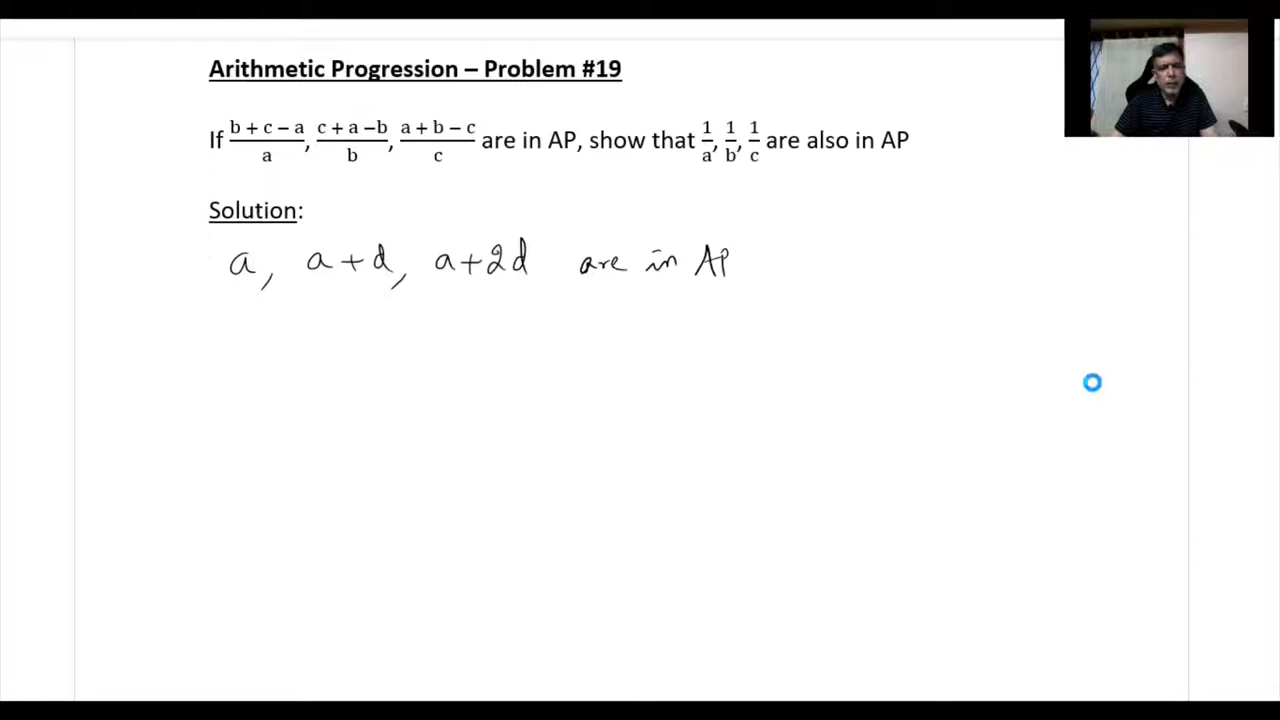 Arithmetic Progression – Problem #19
If (b + c – a)/a, (c + a – b)/b, (a + b – c)/c are in AP, show that 1/a, 1/b, 1/c are also in AP
Solution:
a, a + d, a + 2d are in AP